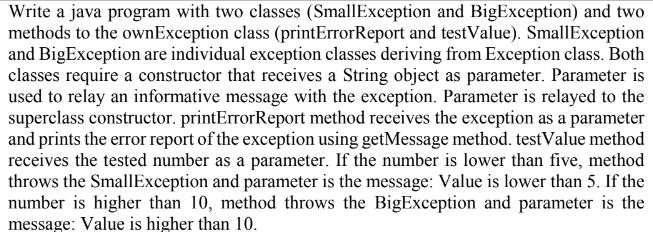 Write a java program with two classes (SmallException and BigException) and two
methods to the ownException class (printErrorReport and testValue). SmallException
and BigException are individual exception classes deriving from Exception class. Both
classes require a constructor that receives a String object as parameter. Parameter is
used to relay an informative message with the exception. Parameter is relayed to the
superclass constructor. printErrorReport method receives the exception as a parameter
and prints the error report of the exception using getMessage method. testValue method
receives the tested number as a parameter. If the number is lower than five, method
throws the SmallException and parameter is the message: Value is lower than 5. If the
number is higher than 10, method throws the BigException and parameter is the
message: Value is higher than 10.